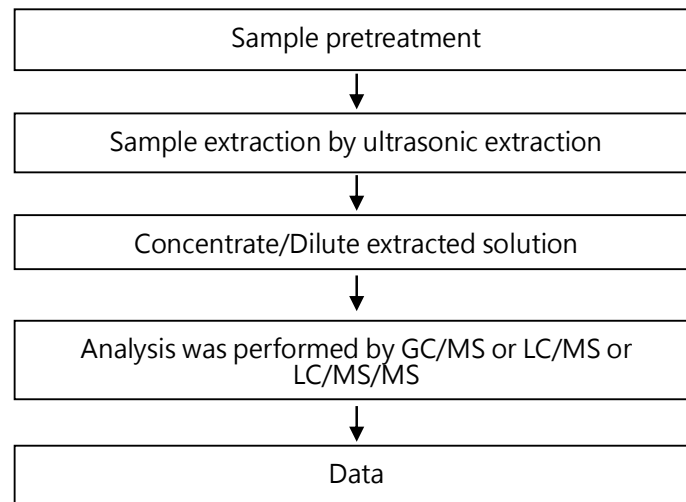 Sample pretreatment
Sample extraction by ultrasonic extraction
Concentrate/Dilute extracted solution
Analysis was performed by GC/MS or LC/MS or
LC/MS/MS
Data